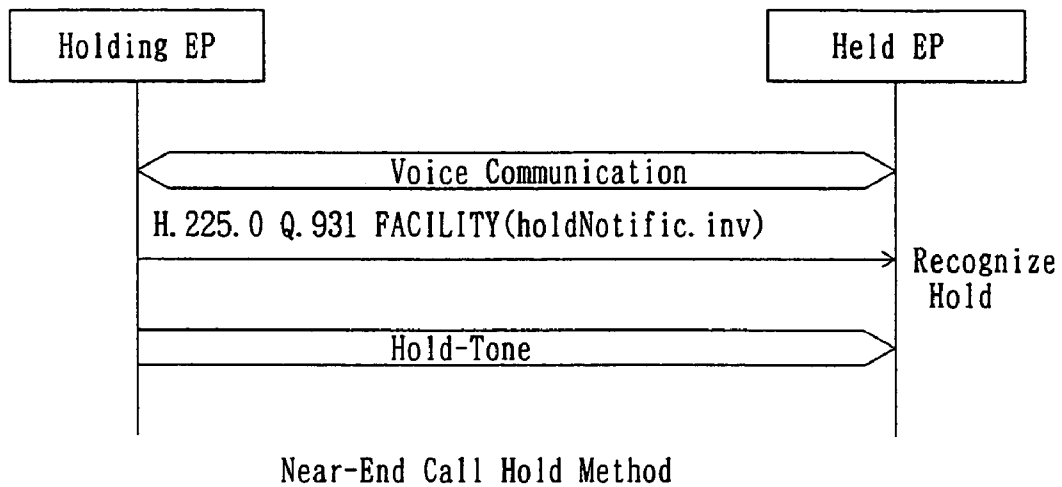 Holding EP
Held EP
Voice Communication
H.225.0 Q.931 FACILITY(holdNotific.inv)
Recognize
Hold
Hold-Tone
Near-End Call Hold Method